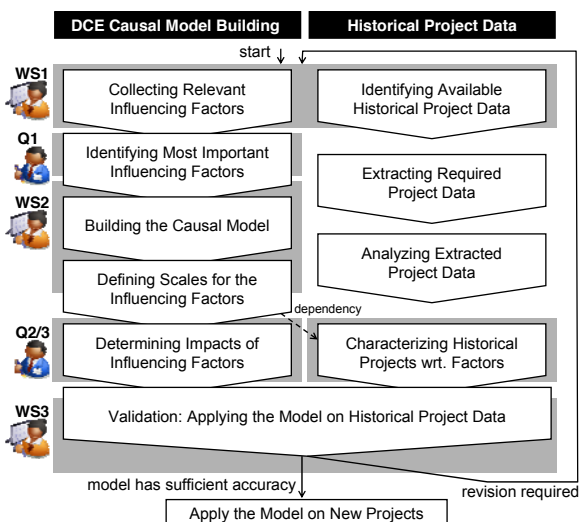 DCE Causal Model Building
Historical Project Data
start
WS1
Collecting Relevant
Influencing Factors
Identifying Available
Historical Project Data
Q1
Identifying Most Important
Influencing Factors
Extracting Required
Project Data
WS2
Building the Causal Model
Analyzing Extracted
Project Data
Defining Scales for the
Influencing Factors
dependency
Q2/3
Determining Impacts of
Influencing Factors
Characterizing Historical
Projects wrt. Factors
WS3
Validation: Applying the Model on Historical Project Data
model has sufficient accuracy
revision required
Apply the Model on New Projects